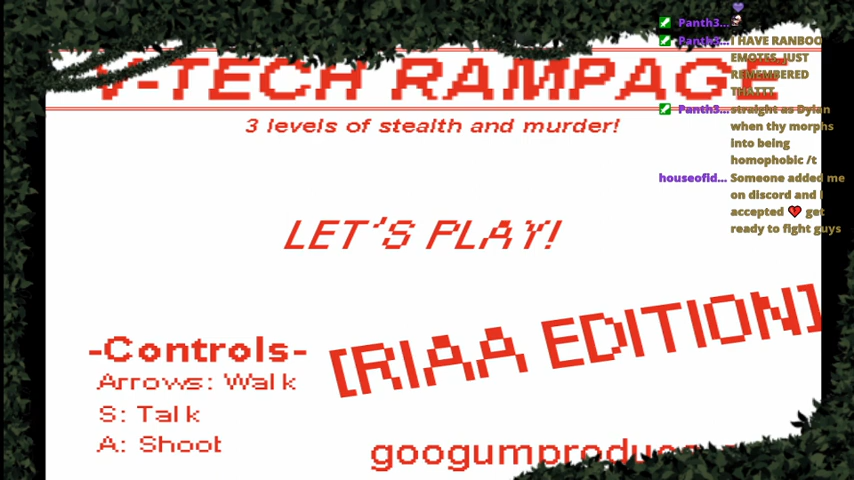 V-TECH RAMPAGE
3 levels of stealth and murder!
LET'S PLAY!
[RIAA EDITION]
-Controls-
Arrows: Walk
S: Talk
A: Shoot
Panth3...
Panth3... I HAVE RANBOO
EMOTES JUST
REMEMBERED
THATTT
Panth3... straight as Dylan
when thy morphs
into being
homophobic /t
houseofid... Someone added me
on discord and I
accepted 💔 get
ready to fight guys